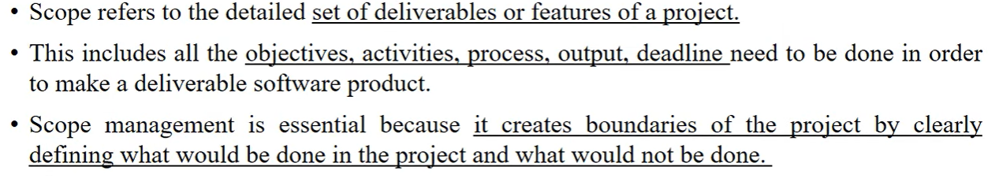 • Scope refers to the detailed set of deliverables or features of a project.
• This includes all the objectives, activities, process, output, deadline need to be done in order
to make a deliverable software product.
• Scope management is essential because it creates boundaries of the project by clearly
defining what would be done in the project and what would not be done.